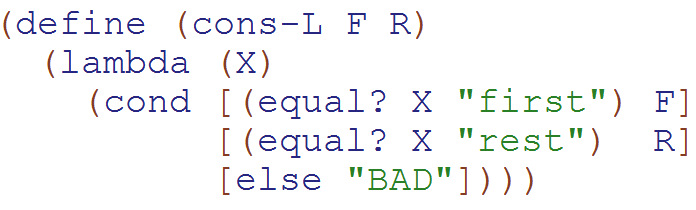 (define (cons-L F R)
  (lambda (X)
    (cond [(equal? X "first") F]
          [(equal? X "rest")  R]
          [else "BAD"])))